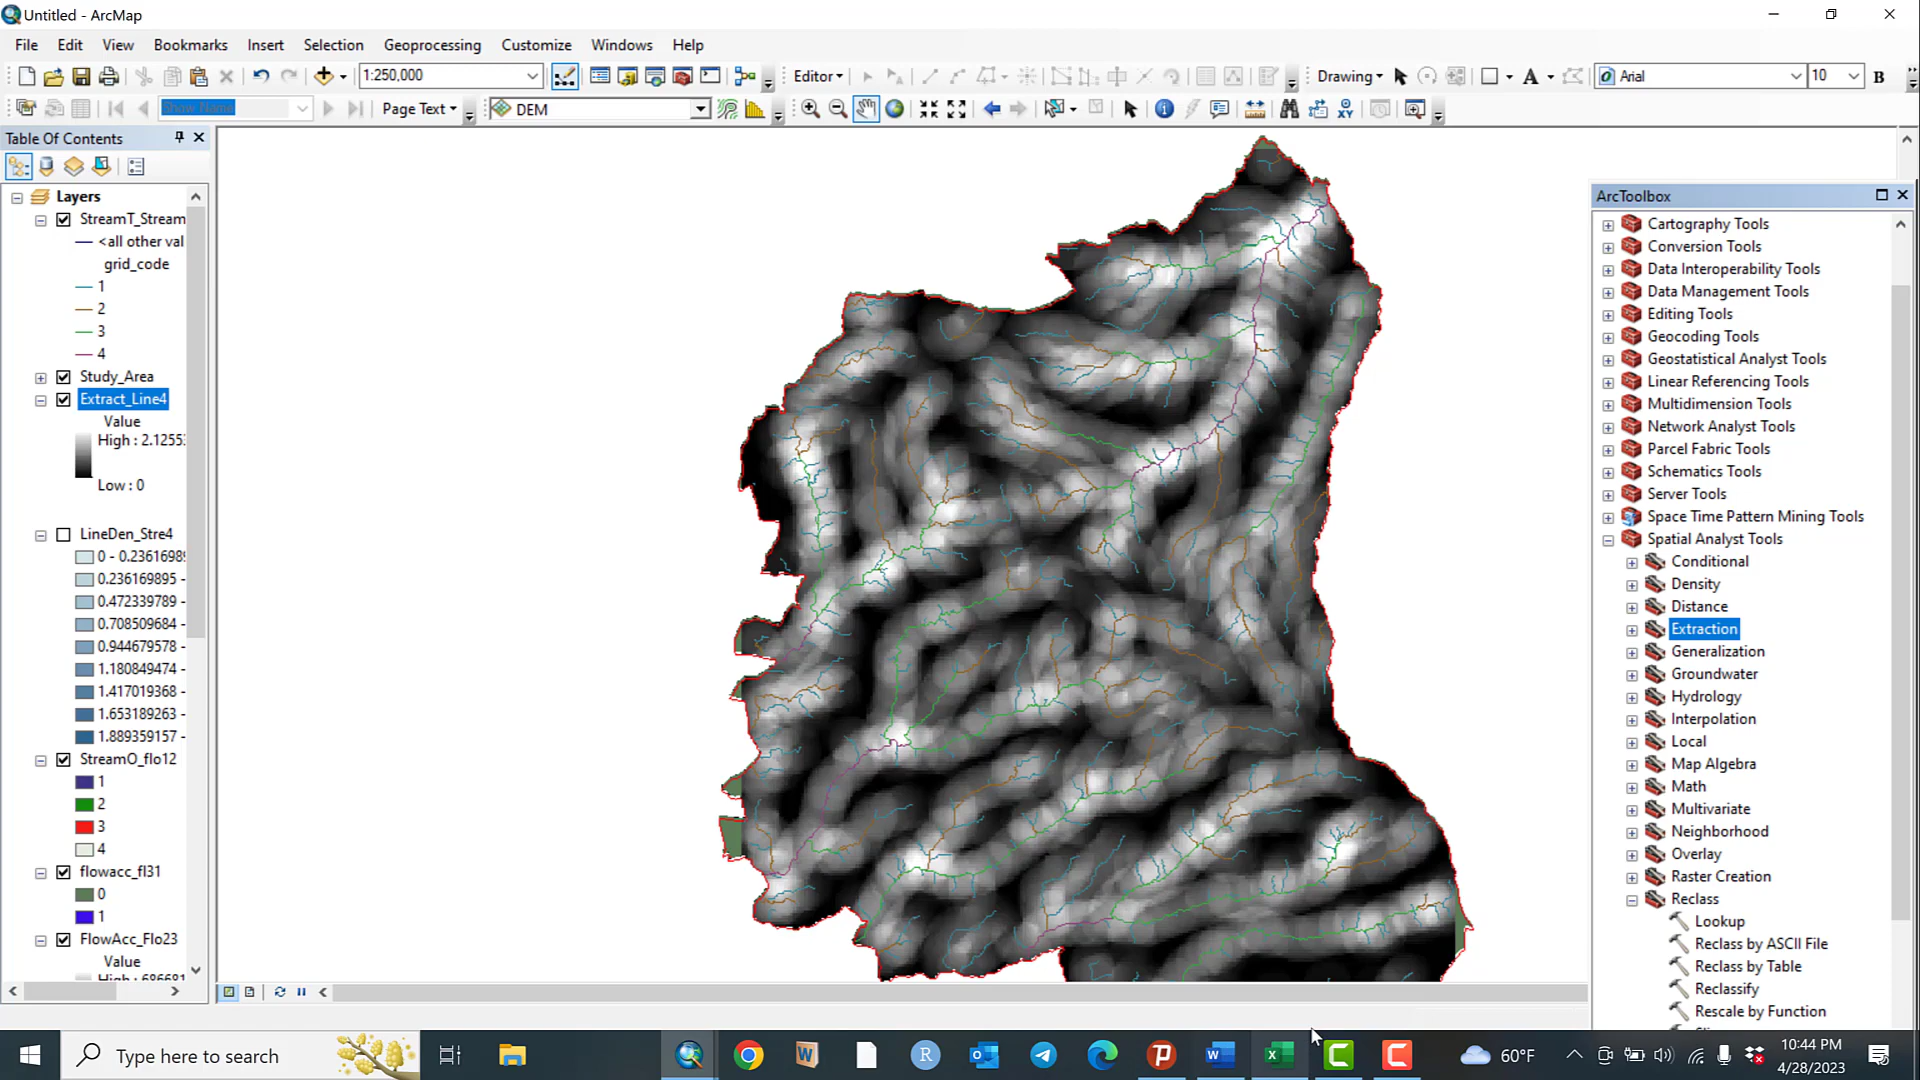 Untitled - ArcMap
File Edit View Bookmarks Insert Selection Geoprocessing Customize Windows Help
1:250,000 Editor Drawing A Arial 10 B
Show Name Page Text DEM
Table Of Contents
Layers
StreamT_Stream
<all other val
grid_code
1
2
3
4
Study_Area
Extract_Line4
Value
High : 2.1255
Low : 0
LineDen_Stre4
0 - 0.2361698
0.236169895 -
0.472339789 -
0.708509684 -
0.944679578 -
1.180849474 -
1.417019368 -
1.653189263 -
1.889359157 -
StreamO_flo12
1
2
3
4
flowacc_fl31
0
1
FlowAcc_Flo23
Value
ArcToolbox
Cartography Tools
Conversion Tools
Data Interoperability Tools
Data Management Tools
Editing Tools
Geocoding Tools
Geostatistical Analyst Tools
Linear Referencing Tools
Multidimension Tools
Network Analyst Tools
Parcel Fabric Tools
Schematics Tools
Server Tools
Space Time Pattern Mining Tools
Spatial Analyst Tools
Conditional
Density
Distance
Extraction
Generalization
Groundwater
Hydrology
Interpolation
Local
Map Algebra
Math
Multivariate
Neighborhood
Overlay
Raster Creation
Reclass
Lookup
Reclass by ASCII File
Reclass by Table
Reclassify
Rescale by Function
Type here to search
60°F
10:44 PM
4/28/2023